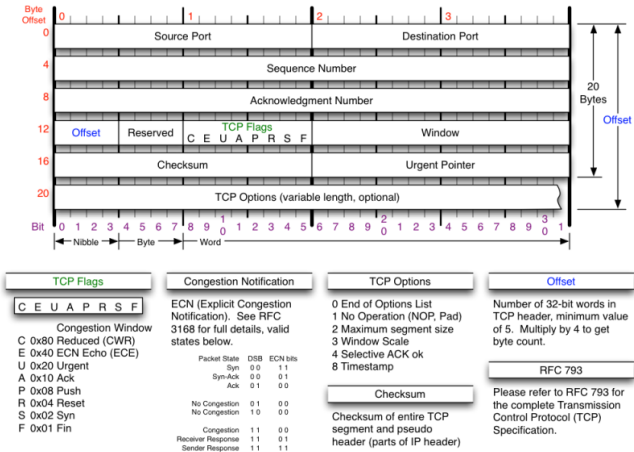 Byte
Offset 0 1 2 3
0 Source Port Destination Port
4 Sequence Number
8 Acknowledgment Number
20
Bytes
Offset
12 Offset Reserved TCP Flags Window
C E U A P R S F
16 Checksum Urgent Pointer
20 TCP Options (variable length, optional)
Bit 0 1 2 3 4 5 6 7 8 9 10 1 2 3 4 5 6 7 8 9 20 1 2 3 4 5 6 7 8 9 30 1
Nibble Byte Word
TCP Flags
C E U A P R S F
Congestion Window
C 0x80 Reduced (CWR)
E 0x40 ECN Echo (ECE)
U 0x20 Urgent
A 0x10 Ack
P 0x08 Push
R 0x04 Reset
S 0x02 Syn
F 0x01 Fin
Congestion Notification
ECN (Explicit Congestion
Notification). See RFC
3168 for full details, valid
states below.
Packet State DSB ECN bits
Syn 0 0 1 1
Syn-Ack 0 0 0 1
Ack 0 1 0 0
No Congestion 0 1 0 0
No Congestion 1 0 0 0
Congestion 1 1 0 0
Receiver Response 1 1 0 1
Sender Response 1 1 1 1
TCP Options
0 End of Options List
1 No Operation (NOP, Pad)
2 Maximum segment size
3 Window Scale
4 Selective ACK ok
8 Timestamp
Checksum
Checksum of entire TCP
segment and pseudo
header (parts of IP header)
Offset
Number of 32-bit words in
TCP header, minimum value
of 5. Multiply by 4 to get
byte count.
RFC 793
Please refer to RFC 793 for
the complete Transmission
Control Protocol (TCP)
Specification.